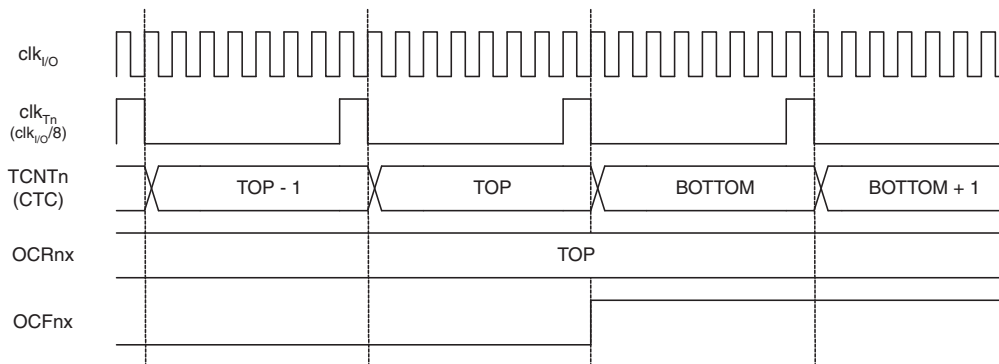 clkI/O
clkTn
(clkI/O/8)
TCNTn
(CTC)
TOP - 1
TOP
BOTTOM
BOTTOM + 1
OCRnx
TOP
OCFnx